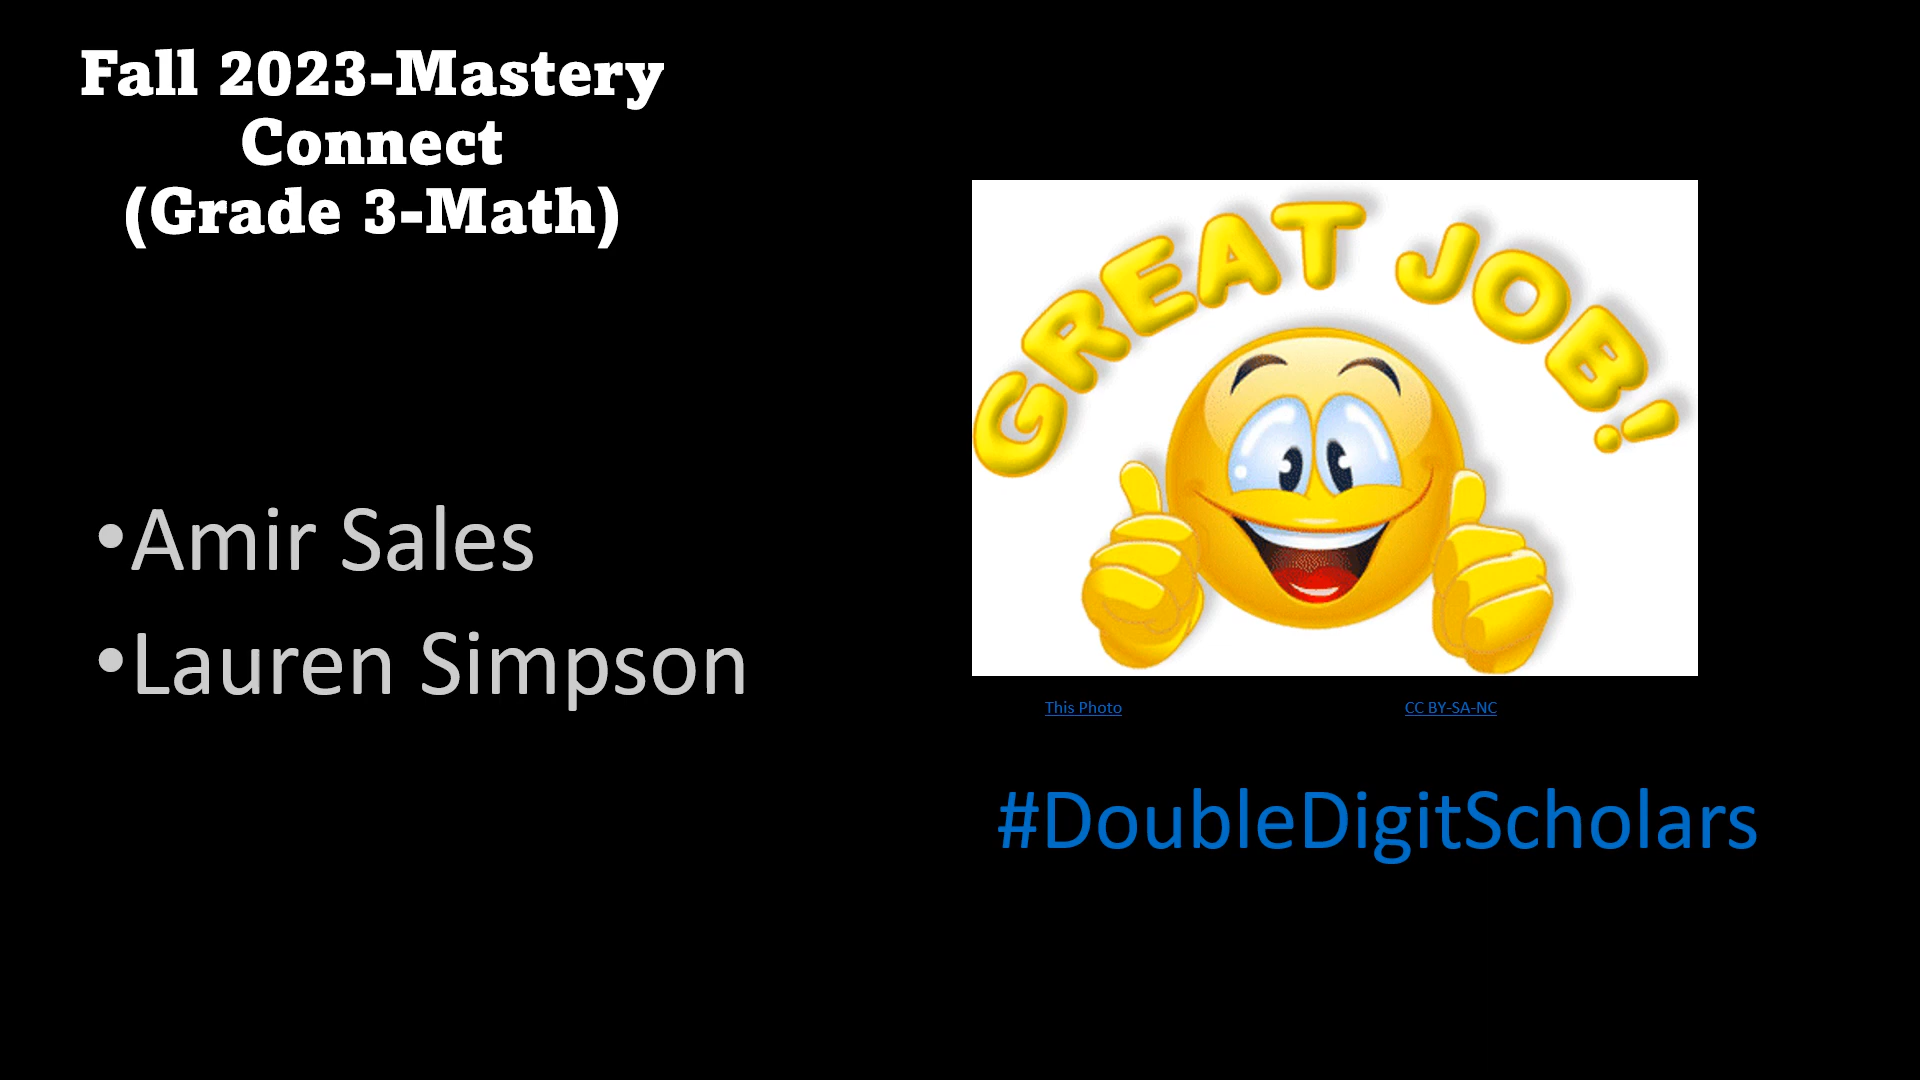 Fall 2023-Mastery
Connect
(Grade 3-Math)
•Amir Sales
•Lauren Simpson
GREAT JOB!
This Photo CC BY-SA-NC
#DoubleDigitScholars